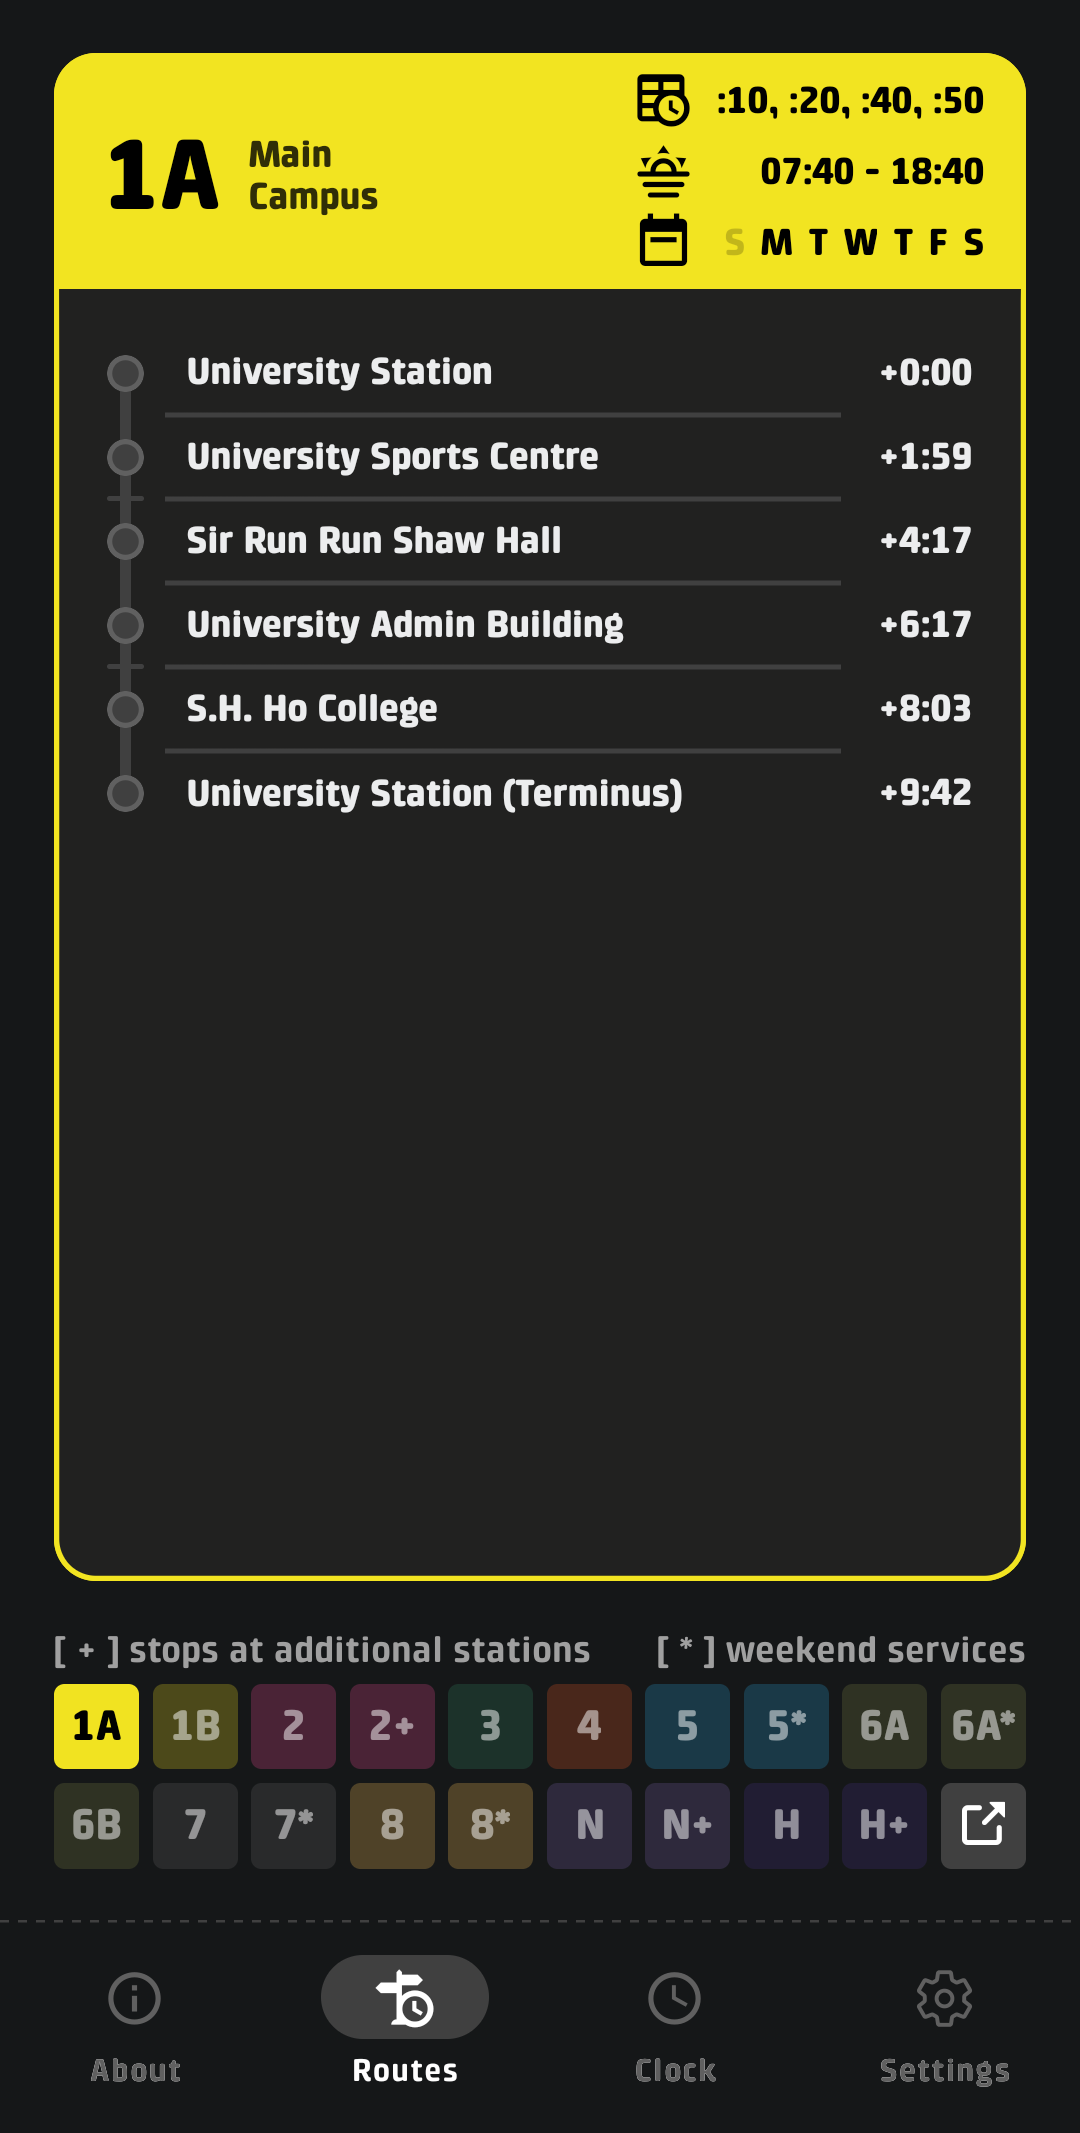 1A
Main
Campus
:10, :20, :40, :50
07:40 - 18:40
S M T W T F S
University Station +0:00
University Sports Centre +1:59
Sir Run Run Shaw Hall +4:17
University Admin Building +6:17
S.H. Ho College +8:03
University Station (Terminus) +9:42
[ + ] stops at additional stations [ * ] weekend services
1A 1B 2 2+ 3 4 5 5* 6A 6A*
6B 7 7* 8 8* N N+ H H+
About Routes Clock Settings